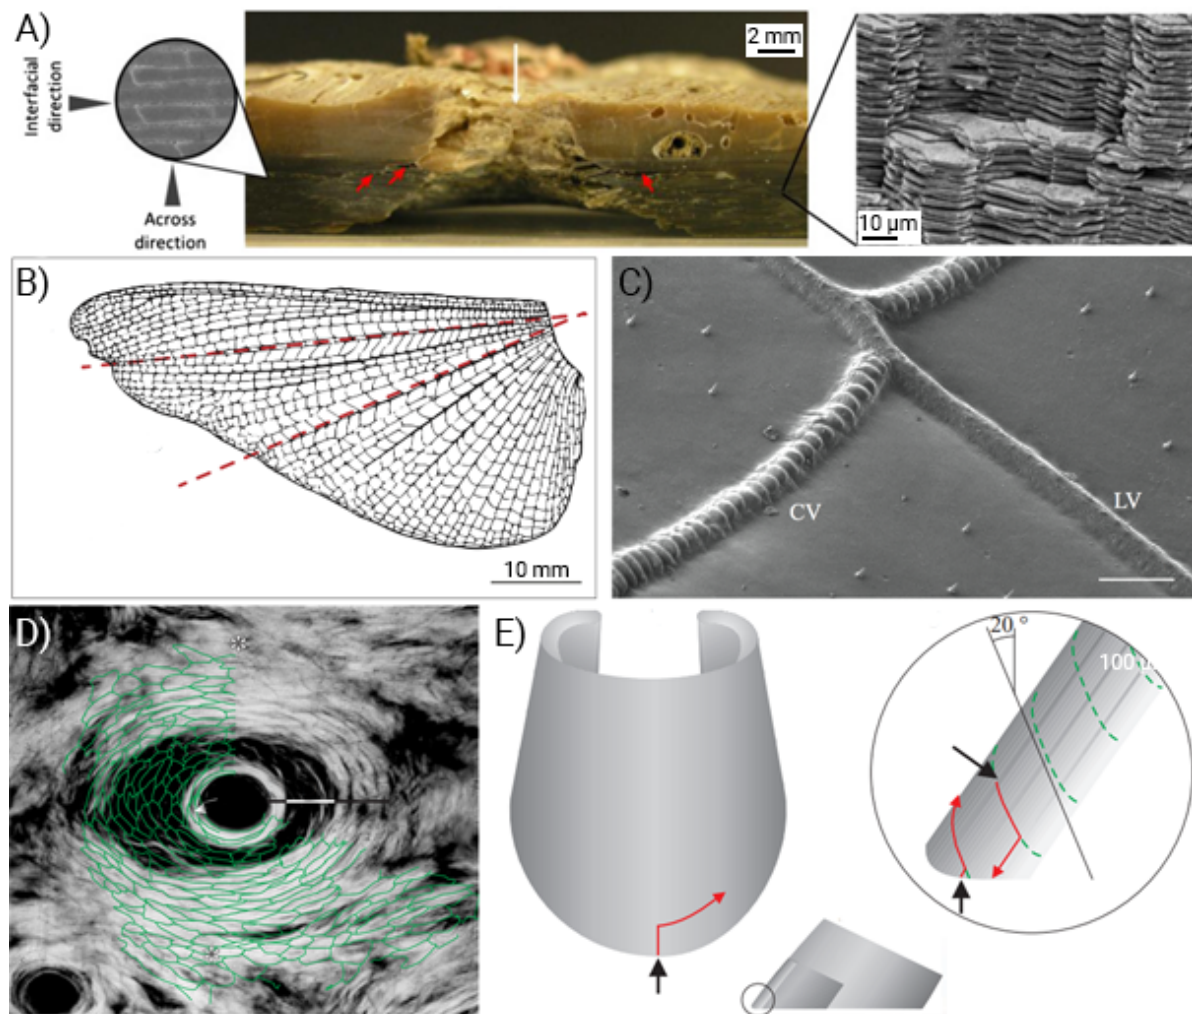 A)
Interfacial
direction
Across
direction
2 mm
10 µm
B)
10 mm
C)
CV
LV
D)
E)
20 °
100